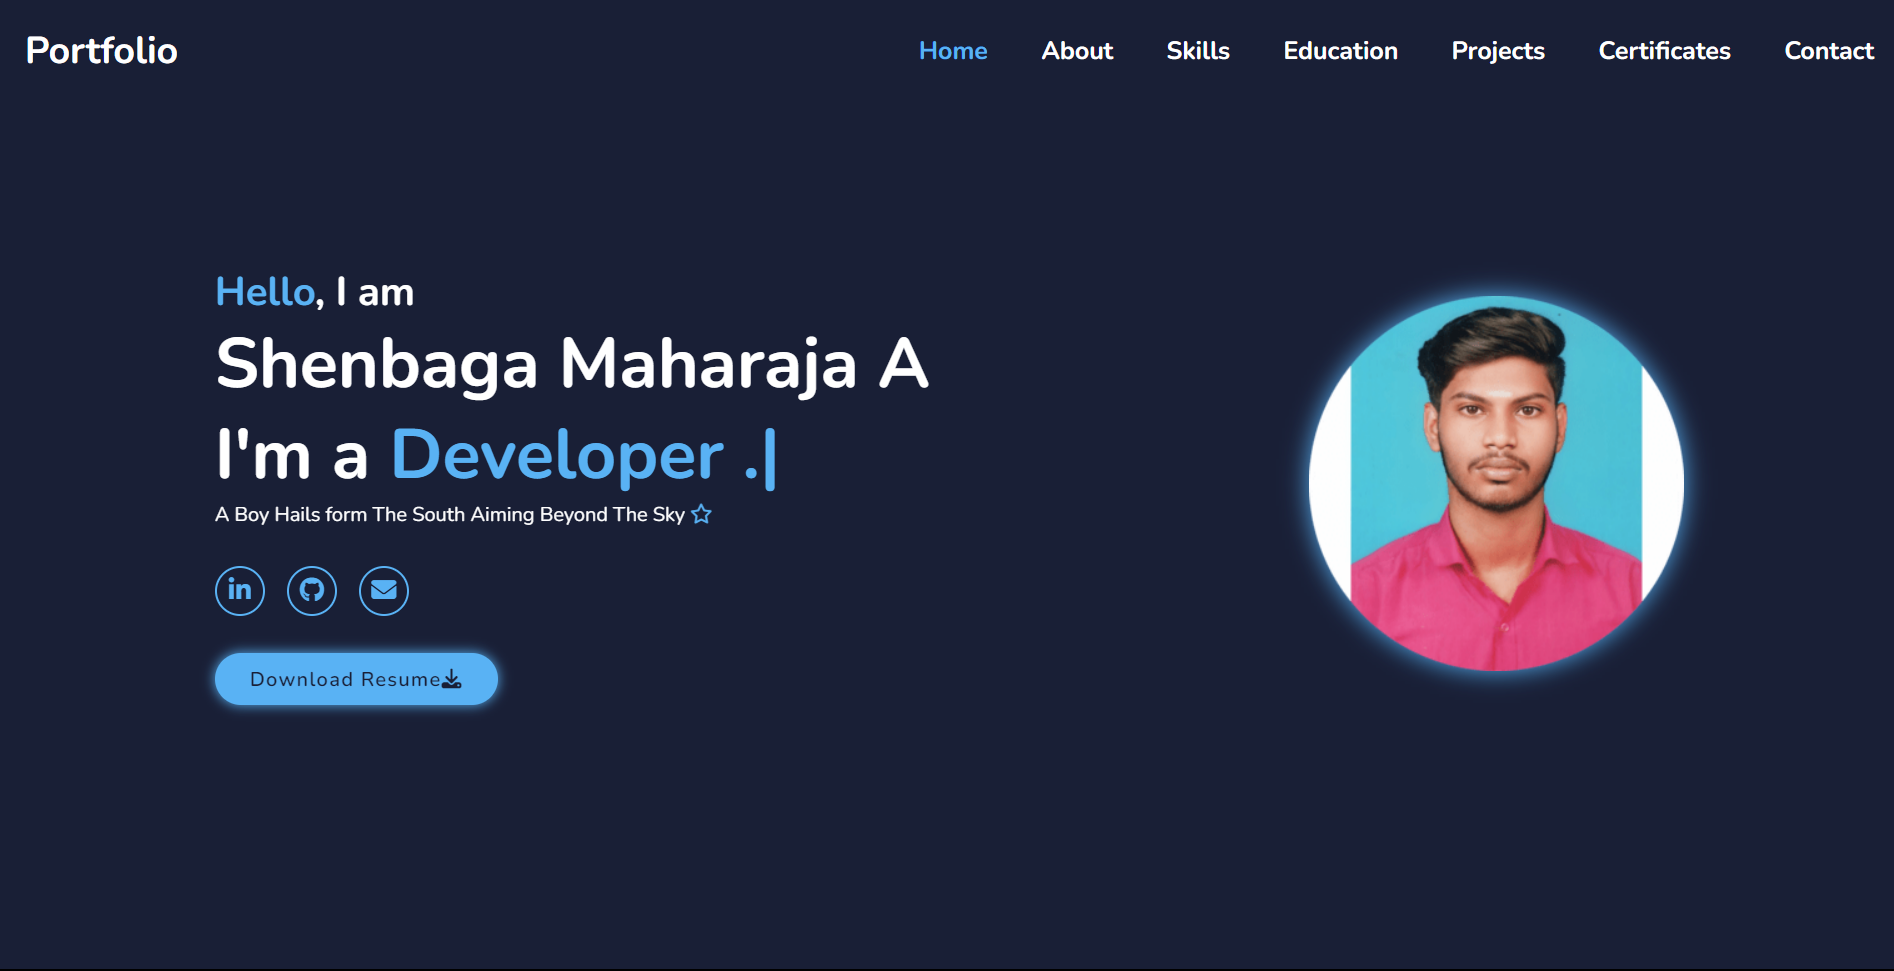 Portfolio
Home About Skills Education Projects Certificates Contact
Hello, I am
Shenbaga Maharaja A
I'm a Developer .|
A Boy Hails form The South Aiming Beyond The Sky
in
Download Resume